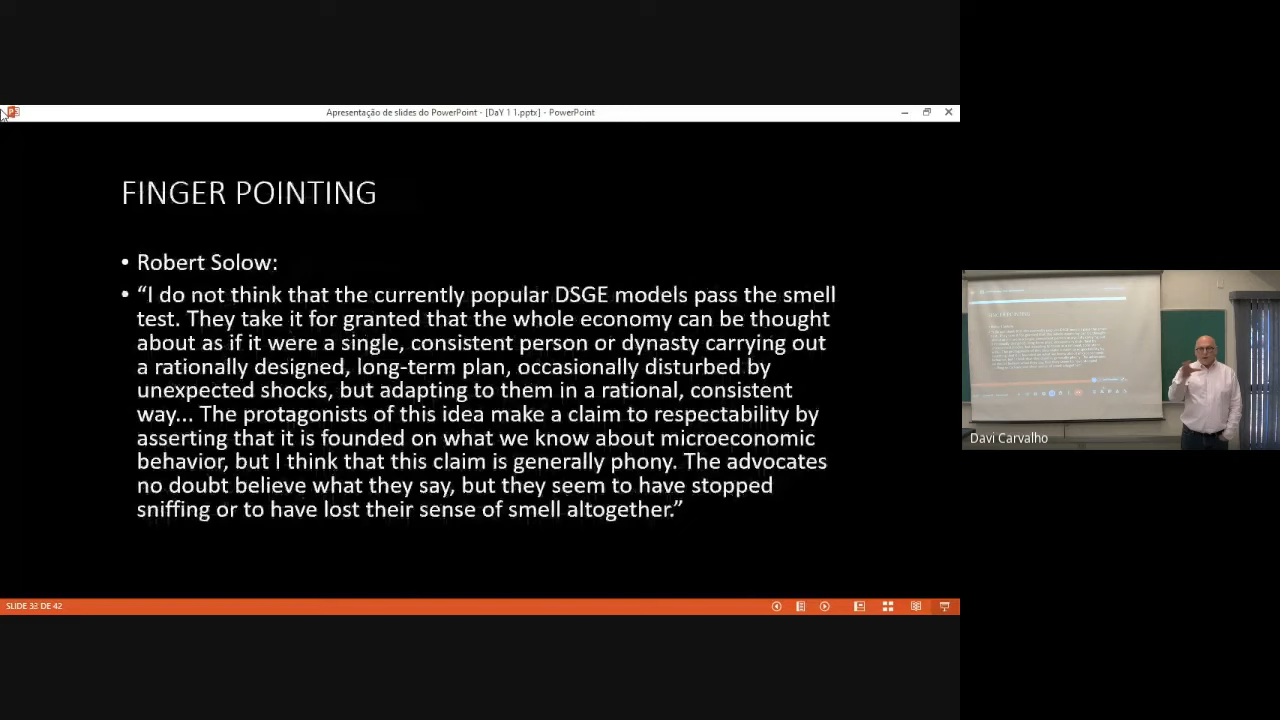 Apresentação de slides do PowerPoint - [DaY 1 1.pptx] - PowerPoint
FINGER POINTING
• Robert Solow:
• “I do not think that the currently popular DSGE models pass the smell
test. They take it for granted that the whole economy can be thought
about as if it were a single, consistent person or dynasty carrying out
a rationally designed, long-term plan, occasionally disturbed by
unexpected shocks, but adapting to them in a rational, consistent
way... The protagonists of this idea make a claim to respectability by
asserting that it is founded on what we know about microeconomic
behavior, but I think that this claim is generally phony. The advocates
no doubt believe what they say, but they seem to have stopped
sniffing or to have lost their sense of smell altogether.”
Davi Carvalho
SLIDE 33 DE 42